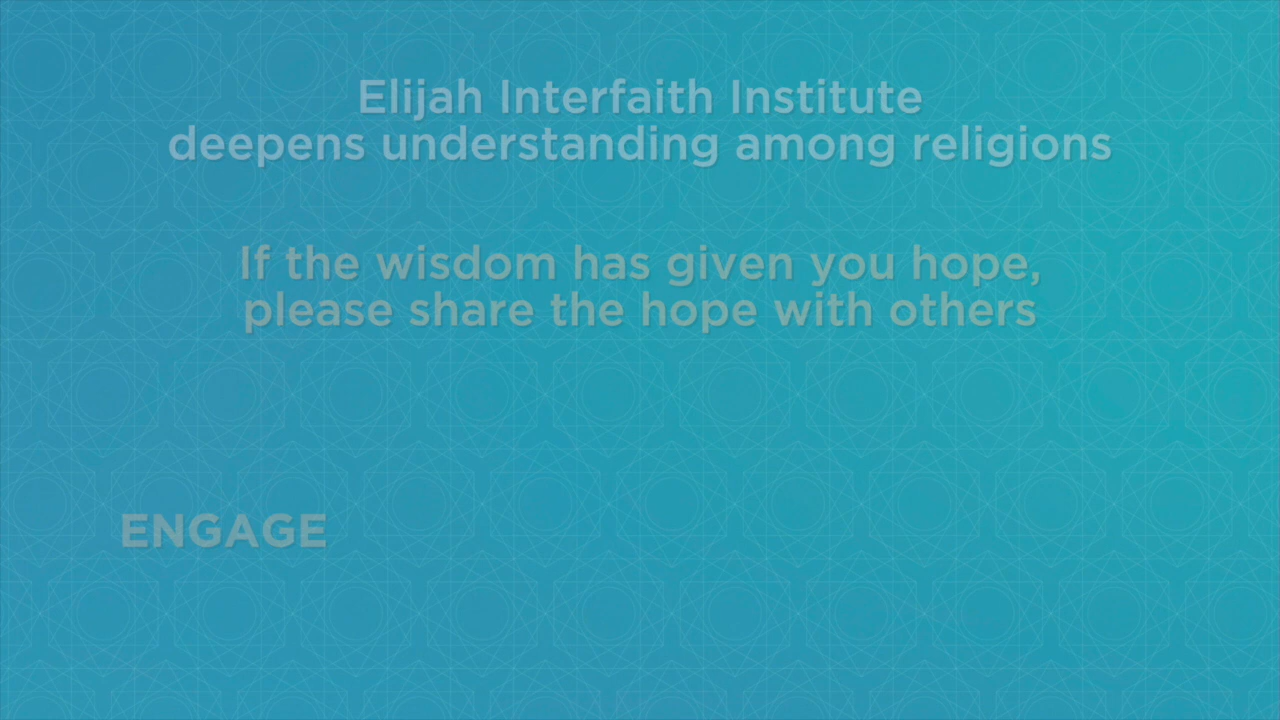 Elijah Interfaith Institute
deepens understanding among religions
If the wisdom has given you hope,
please share the hope with others
ENGAGE